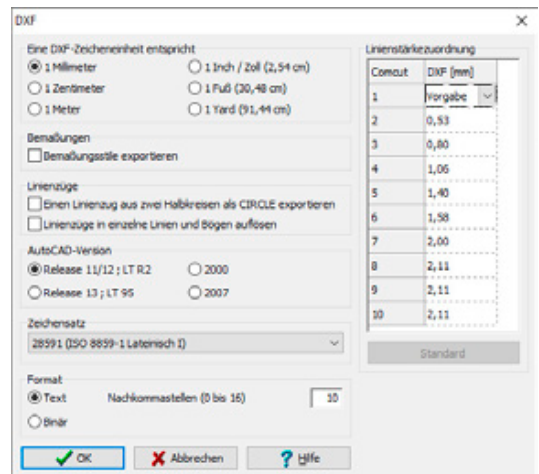 DXF
Eine DXF-Zeicheneinheit entspricht
1 Millimeter
1 Inch / Zoll (2,54 cm)
1 Zentimeter
1 Fuß (30,48 cm)
1 Meter
1 Yard (91,44 cm)
Bemaßungen
Bemaßungsstile exportieren
Linienzüge
Einen Linienzug aus zwei Halbkreisen als CIRCLE exportieren
Linienzüge in einzelne Linien und Bögen auflösen
AutoCAD-Version
Release 11/12 ; LT R2
2000
Release 13 ; LT 95
2007
Zeichensatz
28591 (ISO 8859-1 Lateinisch I)
Format
Text
Nachkommastellen (0 bis 16)
10
Binär
OK
Abbrechen
Hilfe
Linienstärkezuordnung
Comcut DXF [mm]
1 Vorgabe
2 0,53
3 0,80
4 1,06
5 1,40
6 1,58
7 2,00
8 2,11
9 2,11
10 2,11
Standard